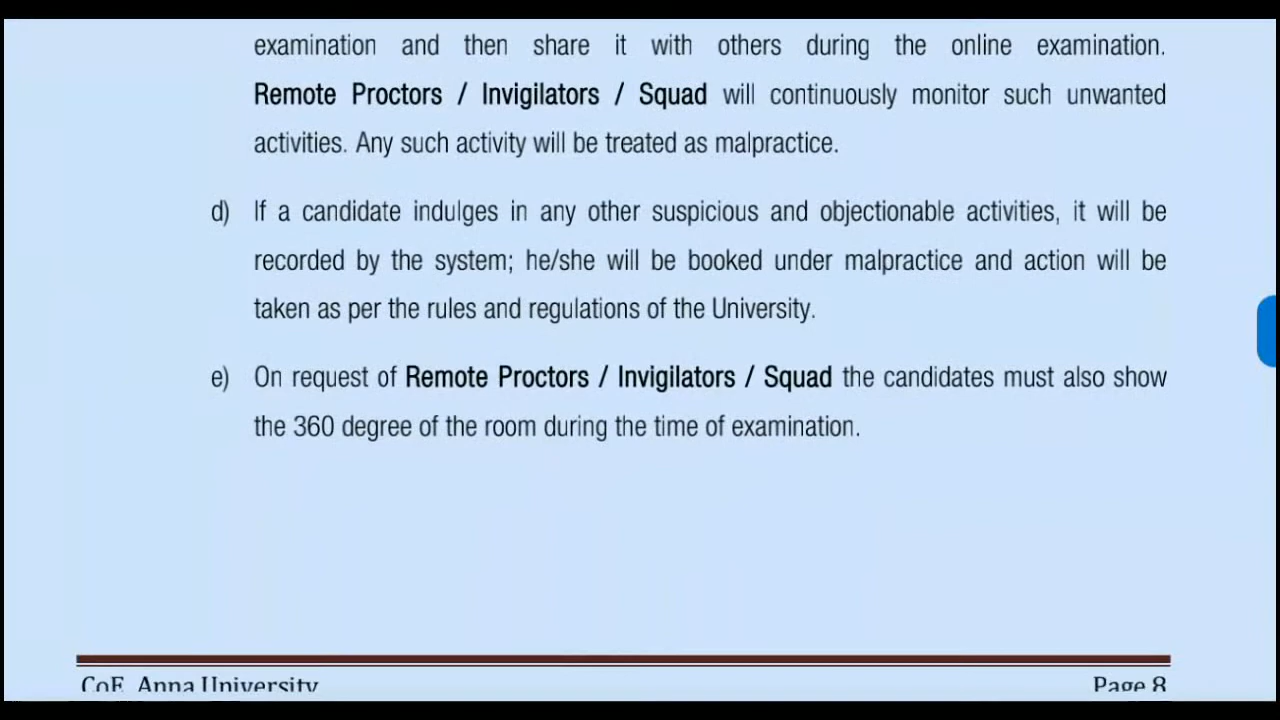 examination and then share it with others during the online examination.
Remote Proctors / Invigilators / Squad will continuously monitor such unwanted
activities. Any such activity will be treated as malpractice.
d) If a candidate indulges in any other suspicious and objectionable activities, it will be
recorded by the system; he/she will be booked under malpractice and action will be
taken as per the rules and regulations of the University.
e) On request of Remote Proctors / Invigilators / Squad the candidates must also show
the 360 degree of the room during the time of examination.
CoE, Anna University Page 8